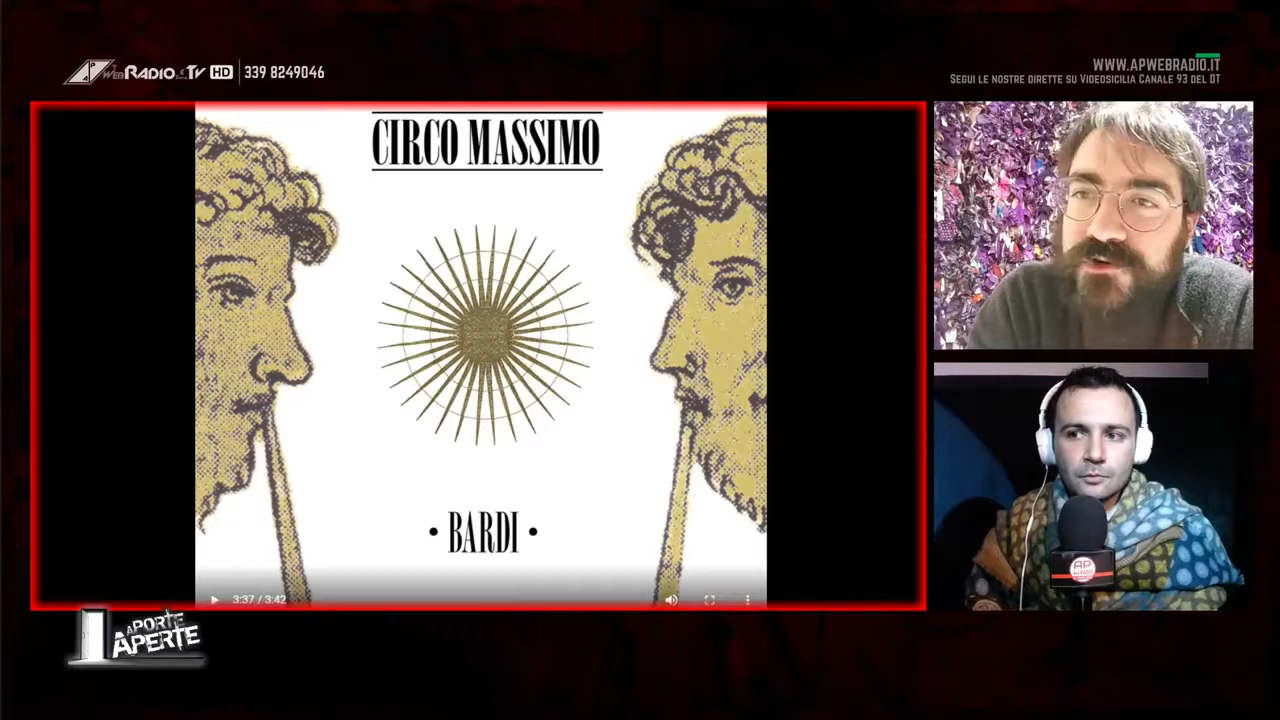 AP WEB RADIO E TV HD 339 8249046
WWW.APWEBRADIO.IT
SEGUI LE NOSTRE DIRETTE SU VIDEOSICILIA CANALE 93 DEL DT
CIRCO MASSIMO
• BARDI •
3:37 / 3:42
A PORTE
APERTE
AP